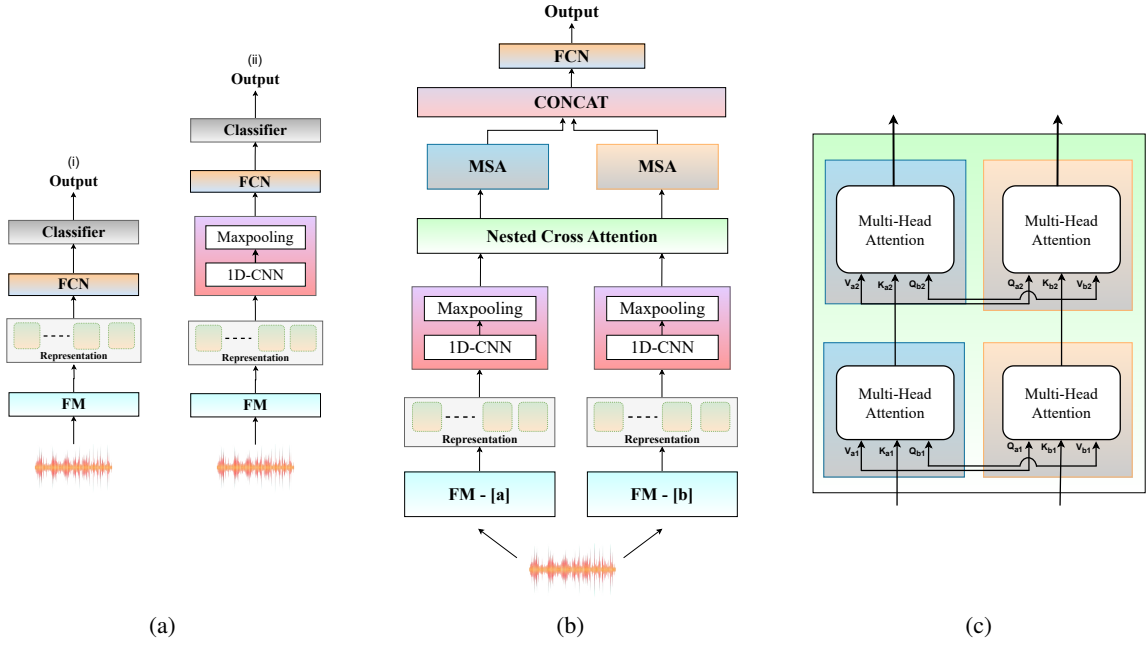 (i)
Output
Classifier
FCN
Representation
FM
(ii)
Output
Classifier
FCN
Maxpooling
1D-CNN
Representation
FM
(a)
Output
FCN
CONCAT
MSA
MSA
Nested Cross Attention
Maxpooling
1D-CNN
Maxpooling
1D-CNN
Representation
Representation
FM - [a]
FM - [b]
(b)
Multi-Head
Attention
Multi-Head
Attention
Va2 Ka2 Qb2
Qa2 Kb2 Vb2
Multi-Head
Attention
Multi-Head
Attention
Va1 Ka1 Qb1
Qa1 Kb1 Vb1
(c)